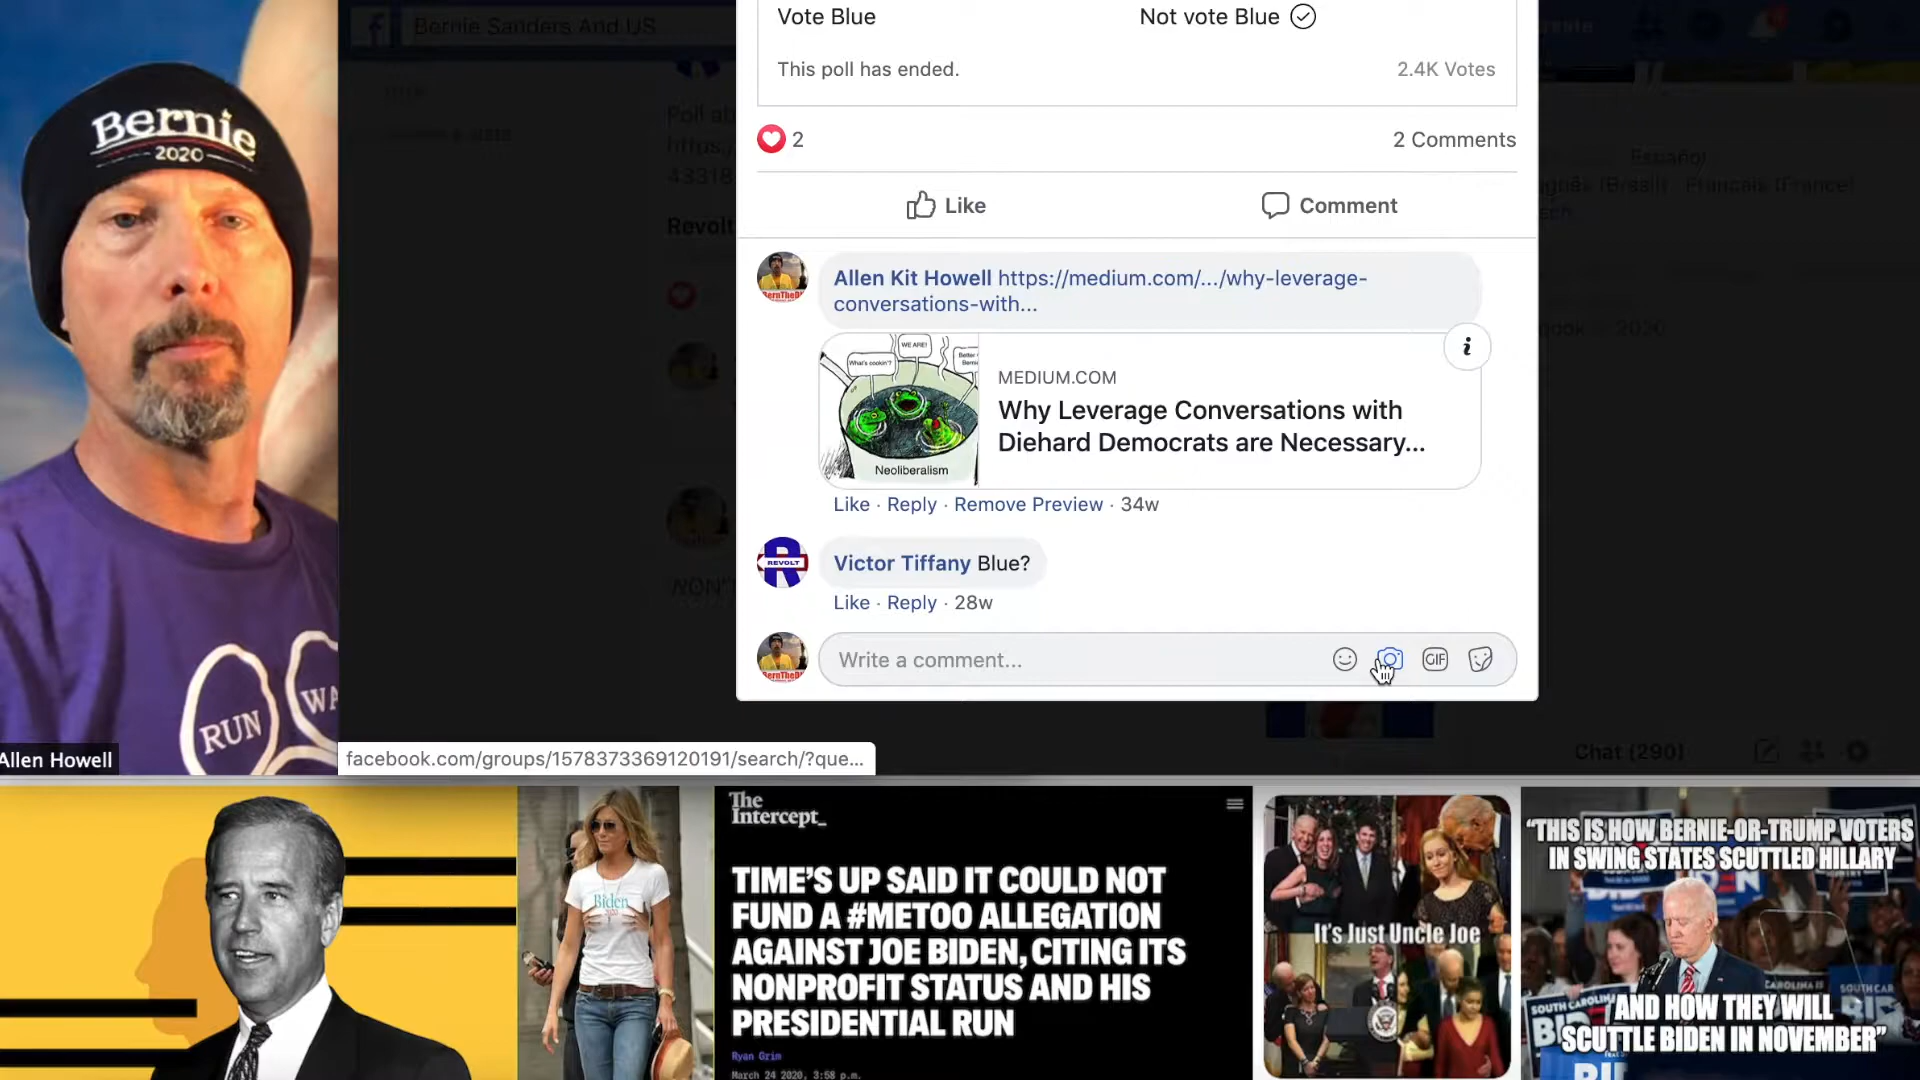 Bernie
2020
RUN
WA
Allen Howell
Bernie Sanders And US
Vote Blue
Not vote Blue
This poll has ended.
2.4K Votes
2
2 Comments
Like
Comment
Allen Kit Howell https://medium.com/.../why-leverage-
conversations-with...
What's cookin'?
WE ARE!
Better
Neoliberalism
MEDIUM.COM
Why Leverage Conversations with
Diehard Democrats are Necessary...
Like · Reply · Remove Preview · 34w
REVOLT
Victor Tiffany Blue?
Like · Reply · 28w
Write a comment...
GIF
Español
Français (France)
Chat (290)
facebook.com/groups/1578373369120191/search/?que...
Biden
The
Intercept_
TIME'S UP SAID IT COULD NOT
FUND A #METOO ALLEGATION
AGAINST JOE BIDEN, CITING ITS
NONPROFIT STATUS AND HIS
PRESIDENTIAL RUN
Ryan Grim
March 24 2020, 3:58 p.m.
It's Just Uncle Joe
"THIS IS HOW BERNIE-OR-TRUMP VOTERS
IN SWING STATES SCUTTLED HILLARY
AND HOW THEY WILL
SCUTTLE BIDEN IN NOVEMBER"